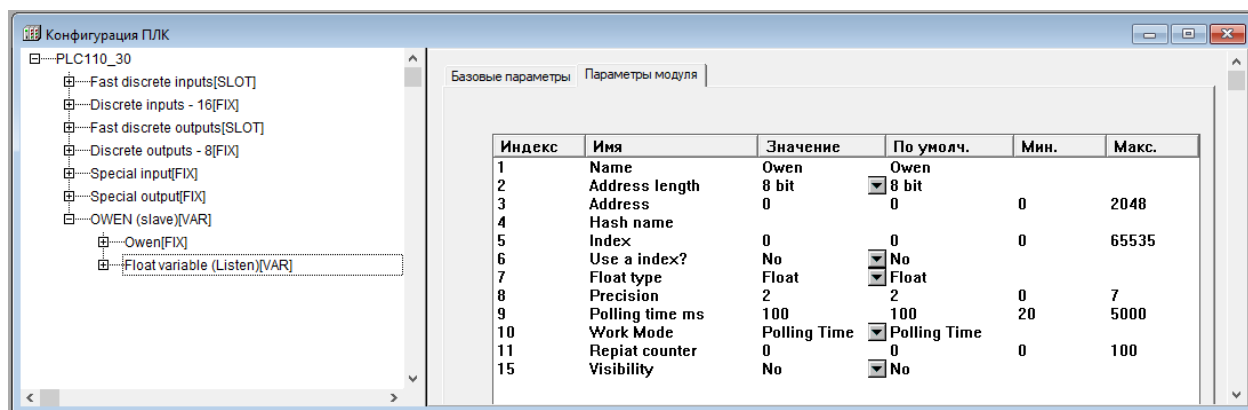 Конфигурация ПЛК
PLC110_30
Fast discrete inputs[SLOT]
Discrete inputs - 16[FIX]
Fast discrete outputs[SLOT]
Discrete outputs - 8[FIX]
Special input[FIX]
Special output[FIX]
OWEN (slave)[VAR]
Owen[FIX]
Float variable (Listen)[VAR]
Базовые параметры Параметры модуля
Индекс Имя Значение По умолч. Мин. Макс.
1 Name Owen Owen
2 Address length 8 bit 8 bit
3 Address 0 0 0 2048
4 Hash name
5 Index 0 0 0 65535
6 Use a index? No No
7 Float type Float Float
8 Precision 2 2 0 7
9 Polling time ms 100 100 20 5000
10 Work Mode Polling Time Polling Time
11 Repiat counter 0 0 0 100
15 Visibility No No